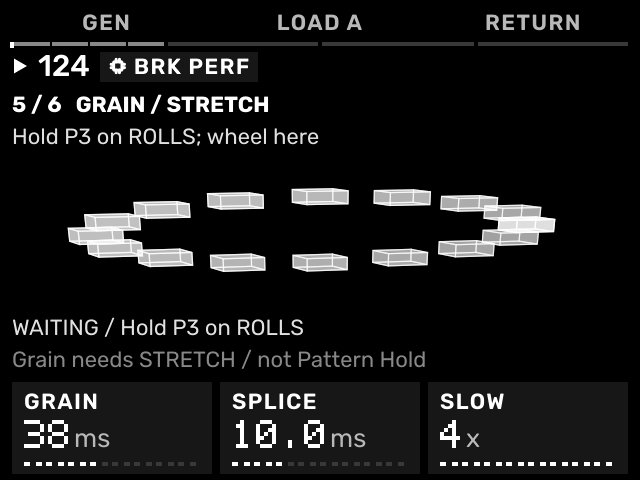 GEN LOAD A RETURN
124 BRK PERF
5 / 6 GRAIN / STRETCH
Hold P3 on ROLLS; wheel here
WAITING / Hold P3 on ROLLS
Grain needs STRETCH / not Pattern Hold
GRAIN SPLICE SLOW
38 ms 10.0 ms 4 x